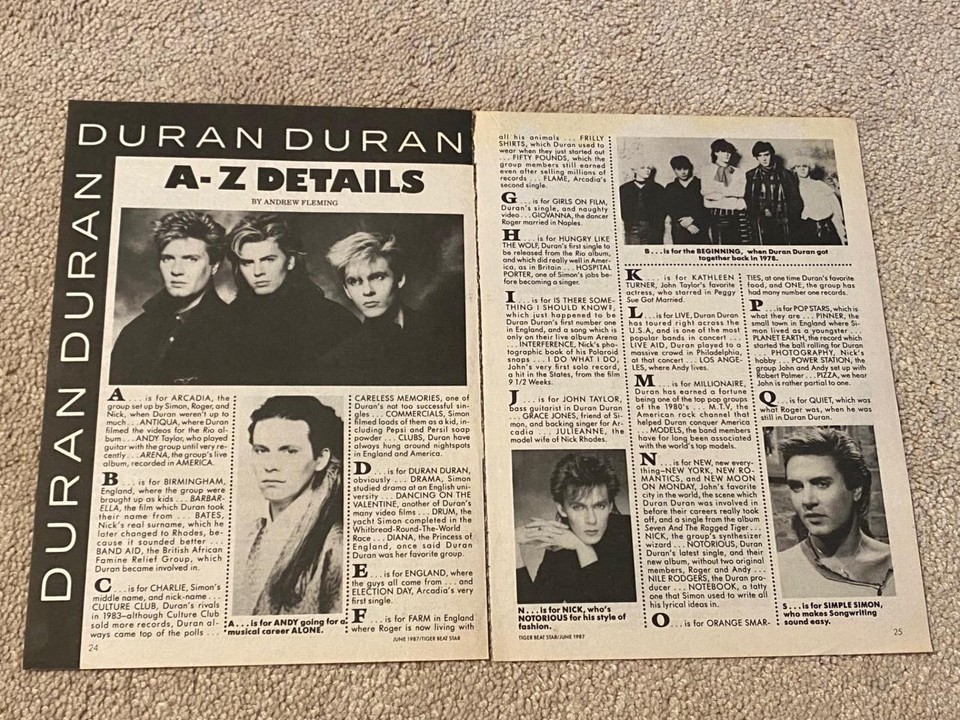 DURAN DURAN
DURAN DURAN
A-Z DETAILS
BY ANDREW FLEMING
A ...is for ARCADIA, the
group set up by Simon, Roger, and
Nick, when Duran weren't up to
much ... ANTIQUA, where Duran
filmed the videos for the Rio al-
bum ... ANDY Taylor, who played
guitar with the group until very re-
cently ... ARENA, the group's live
album, recorded in AMERICA.
B ...is for BIRMINGHAM,
England, where the group were
brought up as kids ... BARBAR-
ELLA, the film which Duran took
their name from ... BATES,
Nick's real surname, which he
later changed to Rhodes, be-
cause it sounded better ...
BAND AID, the British African
Famine Relief Group, which
Duran became involved in.
C ...is for CHARLIE, Simon's
middle name, and nick-name ...
CULTURE CLUB, Duran's rivals
in 1983—although Culture Club
sold more records, Duran al-
ways came top of the polls ...
24
A...is for ANDY going for a
musical career ALONE.
CARELESS MEMORIES, one of
Duran's not too successful sin-
gles ... COMMERCIALS, Simon
filmed loads of them as a kid, in-
cluding Pepsi and Persil soap
powder ... CLUBS, Duran have
always hung around nightspots
in England and America.
D ...is for DURAN DURAN,
obviously ... DRAMA, Simon
studied drama at an English uni-
versity ... DANCING ON THE
VALENTINE, another of Duran's
many video films ... DRUM, the
yacht Simon completed in the
Whitbread-Round-The-World
Race ... DIANA, the Princess of
England, once said Duran
Duran was her favorite group.
E ...is for ENGLAND, where
the guys all come from ... and
ELECTION DAY, Arcadia's very
first single.
F ...is for FARM in England
where Roger is now living with
JUNE 1987/TIGER BEAT STAR
all his animals ... FRILLY
SHIRTS, which Duran used to
wear when they just started out
... FIFTY POUNDS, which the
group members still earned
even after selling millions of
records ... FLAME, Arcadia's
second single.
G ...is for GIRLS ON FILM,
Duran's single, and naughty
video ... GIOVANNA, the dancer
Roger married in Naples.
H ...is for HUNGRY LIKE
THE WOLF, Duran's first single to
be released from the Rio album,
and which did really well in Amer-
ica, as in Britain ... HOSPITAL
PORTER, one of Simon's jobs be-
fore becoming a singer.
I ...is for IS THERE SOME-
THING I SHOULD KNOW?,
which just happened to be
Duran Duran's first number one
in England, and a song which is
only on their live album Arena
... INTERFERENCE, Nick's pho-
tographic book of his Polaroid
snaps ... I DO WHAT I DO,
John's very first solo record,
a hit in the States, from the film
9 1/2 Weeks.
J ...is for JOHN TAYLOR,
bass guitarist in Duran Duran
... GRACE JONES, friend of Si-
mon, and backing singer for Ar-
cadia ... JULIEANNE, the
model wife of Nick Rhodes.
N...is for NICK, who's
NOTORIOUS for his style of
fashion.
TIGER BEAT STAR/JUNE 1987
B...is for the BEGINNING, when Duran Duran got
together back in 1978.
K ...is for KATHLEEN
TURNER, John Taylor's favorite
actress, who starred in Peggy
Sue Got Married.
L ...is for LIVE, Duran Duran
has toured right across the
U.S.A, and is one of the most
popular bands in concert ...
LIVE AID, Duran played to a
massive crowd in Philadelphia,
at that concert ... LOS ANGE-
LES, where Andy lives.
M ...is for MILLIONAIRE,
Duran has earned a fortune
being one of the top pop groups
of the 1980's ... M.T.V, the
American rock channel that
helped Duran conquer America
... MODELS, the band members
have for long been associated
with the world's top models.
N ...is for NEW, new every-
thing—NEW YORK, NEW RO-
MANTICS, and NEW MOON
ON MONDAY, John's favorite
city in the world, the scene which
Duran Duran was involved in
before their careers really took
off, and a single from the album
Seven And The Ragged Tiger...
NICK, the group's synthesizer
wizard ... NOTORIOUS, Duran
Duran's latest single, and their
new album, without two original
members, Roger and Andy ...
NILE RODGERS, the Duran pro-
ducer ... NOTEBOOK, a tatty
one that Simon used to write all
his lyrical ideas in.
O ...is for ORANGE SMAR-
TIES, at one time Duran's favorite
food, and ONE, the group has
had many number one records.
P ...is for POP STARS, which is
what they are ... PINNER, the
small town in England where Si-
mon lived as a youngster ...
PLANET EARTH, the record which
started the ball rolling for Duran
... PHOTOGRAPHY, Nick's
hobby ... POWER STATION, the
group John and Andy set up with
Robert Palmer ... PIZZA, we hear
John is rather partial to one.
Q ...is for QUIET, which was
what Roger was, when he was
still in Duran Duran.
S...is for SIMPLE SIMON,
who makes Songwriting
sound easy.
25